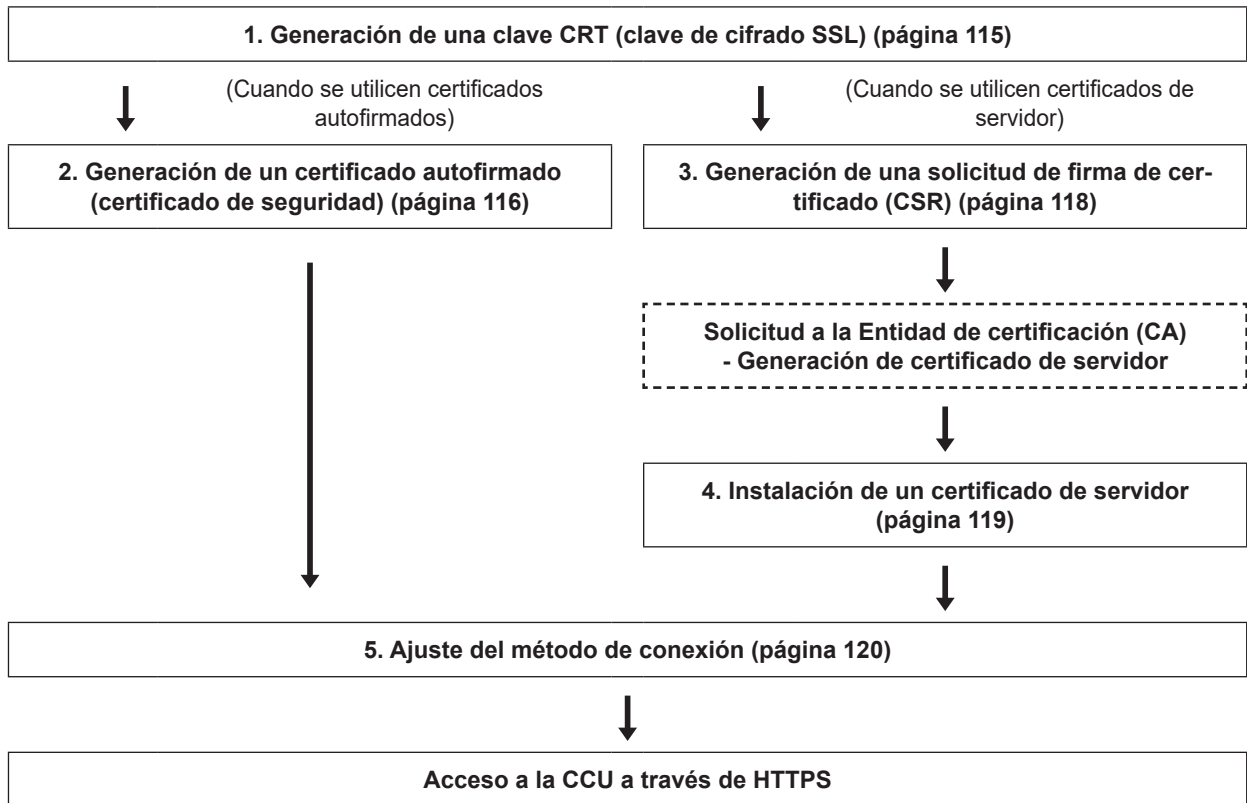 1. Generación de una clave CRT (clave de cifrado SSL) (página 115)
(Cuando se utilicen certificados
autofirmados)
(Cuando se utilicen certificados de
servidor)
2. Generación de un certificado autofirmado
(certificado de seguridad) (página 116)
3. Generación de una solicitud de firma de cer-
tificado (CSR) (página 118)
Solicitud a la Entidad de certificación (CA)
- Generación de certificado de servidor
4. Instalación de un certificado de servidor
(página 119)
5. Ajuste del método de conexión (página 120)
Acceso a la CCU a través de HTTPS